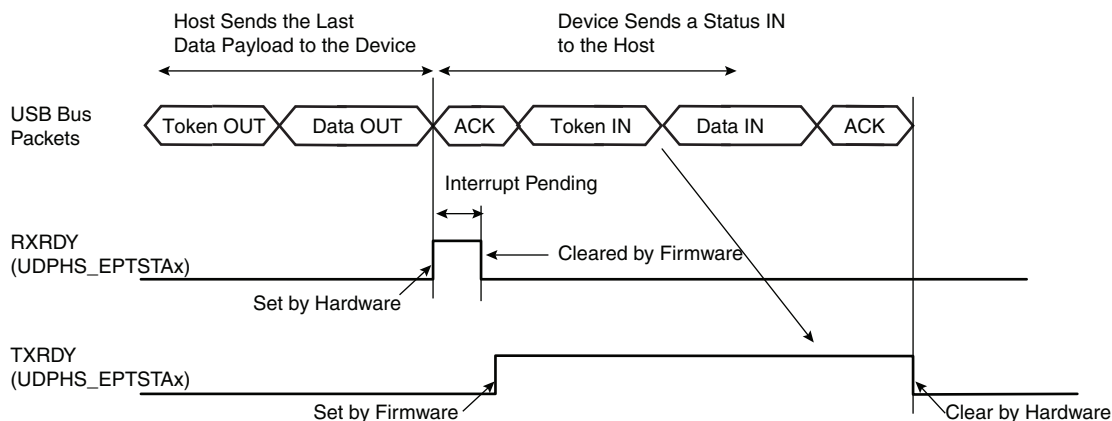 Host Sends the Last
Data Payload to the Device
Device Sends a Status IN
to the Host
USB Bus
Packets
Token OUT
Data OUT
ACK
Token IN
Data IN
ACK
Interrupt Pending
RXRDY
(UDPHS_EPTSTAx)
Cleared by Firmware
Set by Hardware
TXRDY
(UDPHS_EPTSTAx)
Set by Firmware
Clear by Hardware